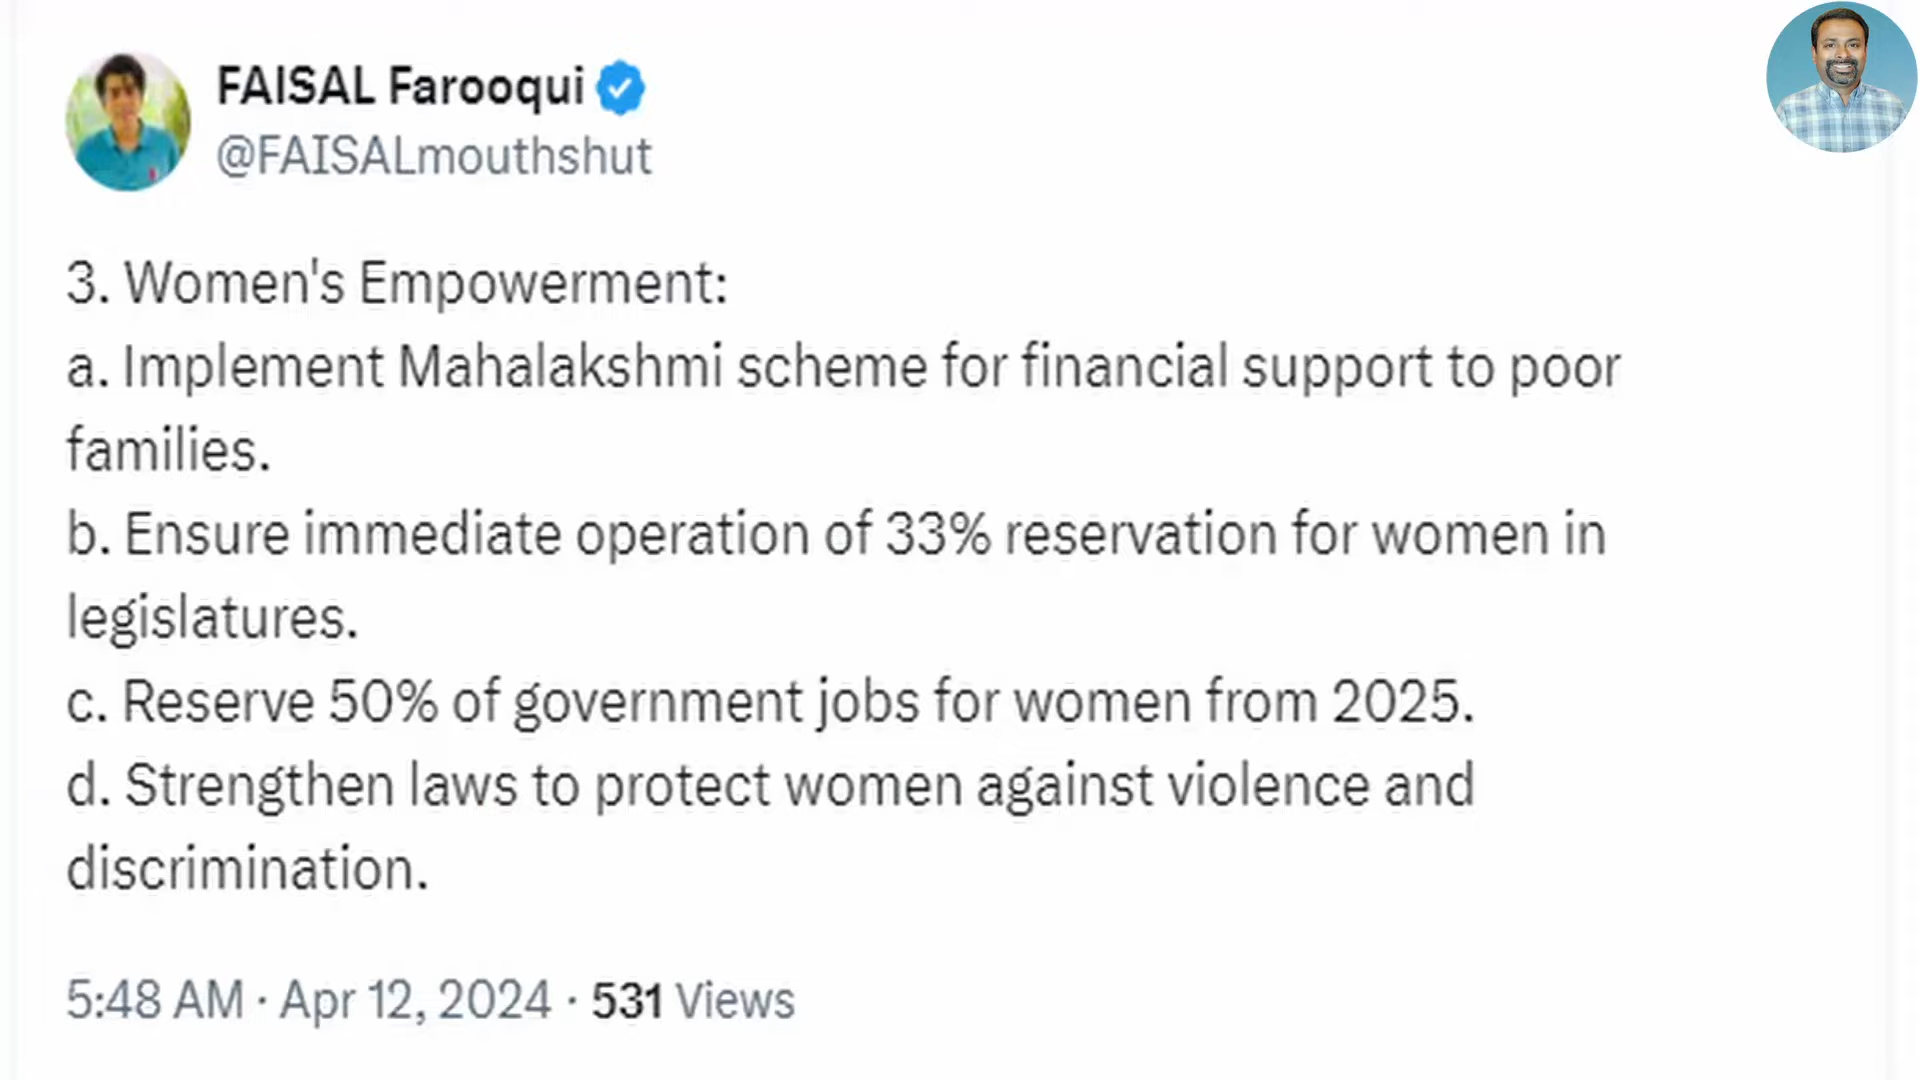 FAISAL Farooqui
@FAISALmouthshut
3. Women's Empowerment:
a. Implement Mahalakshmi scheme for financial support to poor
families.
b. Ensure immediate operation of 33% reservation for women in
legislatures.
c. Reserve 50% of government jobs for women from 2025.
d. Strengthen laws to protect women against violence and
discrimination.
5:48 AM · Apr 12, 2024 · 531 Views